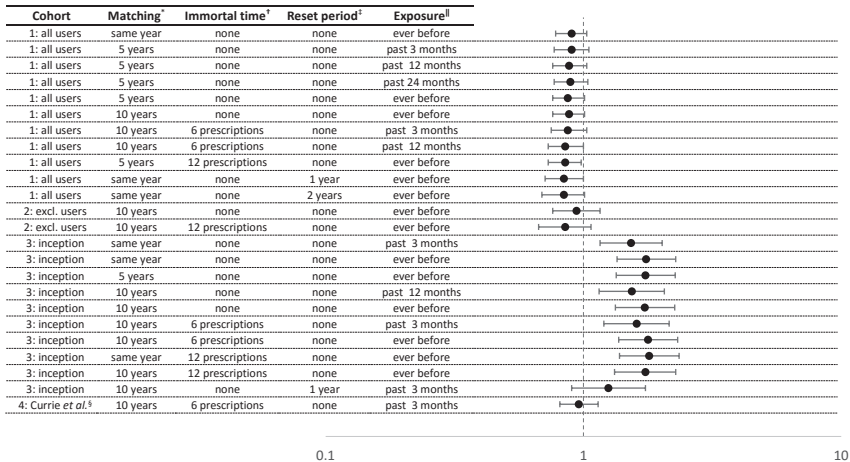 Cohort Matching* Immortal time† Reset period‡ Exposure‖
1: all users same year none none ever before
1: all users 5 years none none past 3 months
1: all users 5 years none none past 12 months
1: all users 5 years none none past 24 months
1: all users 5 years none none ever before
1: all users 10 years none none ever before
1: all users 10 years 6 prescriptions none past 3 months
1: all users 10 years 6 prescriptions none past 12 months
1: all users 5 years 12 prescriptions none ever before
1: all users same year none 1 year ever before
1: all users same year none 2 years ever before
2: excl. users 10 years none none ever before
2: excl. users 10 years 12 prescriptions none ever before
3: inception same year none none past 3 months
3: inception same year none none ever before
3: inception 5 years none none ever before
3: inception 10 years none none past 12 months
3: inception 10 years none none ever before
3: inception 10 years 6 prescriptions none past 3 months
3: inception 10 years 6 prescriptions none ever before
3: inception same year 12 prescriptions none ever before
3: inception 10 years 12 prescriptions none ever before
3: inception 10 years none 1 year past 3 months
4: Currie et al.§ 10 years 6 prescriptions none past 3 months
0.1 1 10